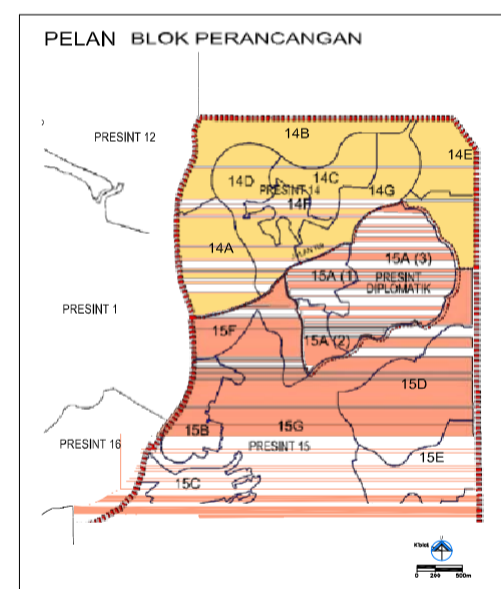 PELAN BLOK PERANCANGAN
PRESINT 12
14B
14E
14D
14C
PRESINT 14
14G
14F
14A
15A (3)
15A (1)
PRESINT
DIPLOMATIK
PRESINT 1
15F
15A (2)
15D
15B
15G
PRESINT 16
PRESINT 15
15E
15C
0 200 500m